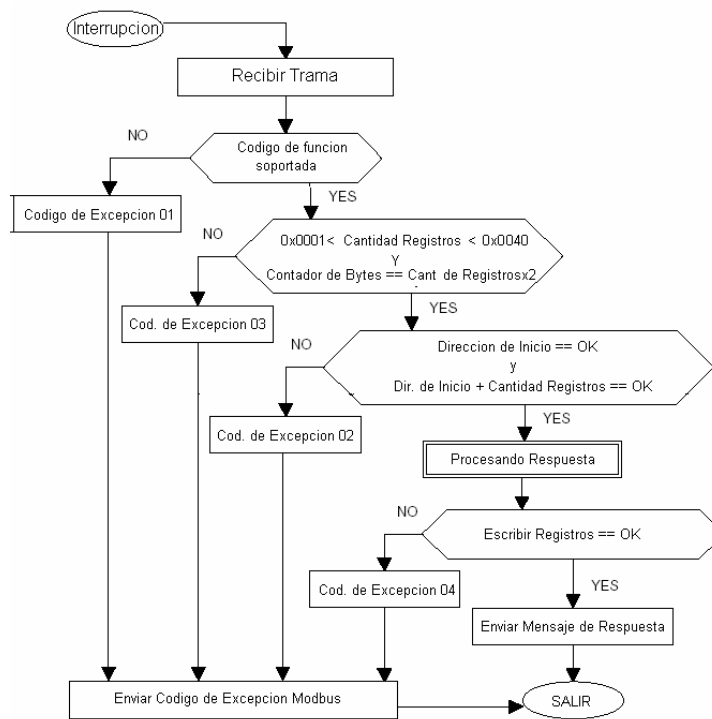 Interrupcion
Recibir Trama
NO
Codigo de funcion
soportada
YES
Codigo de Excepcion 01
NO
0x0001< Cantidad Registros < 0x0040
Y
Contador de Bytes == Cant de Registrosx2
YES
Cod. de Excepcion 03
NO
Direccion de Inicio == OK
y
Dir. de Inicio + Cantidad Registros == OK
YES
Cod. de Excepcion 02
Procesando Respuesta
NO
Escribir Registros == OK
YES
Cod. de Excepcion 04
Enviar Mensaje de Respuesta
Enviar Codigo de Excepcion Modbus
SALIR